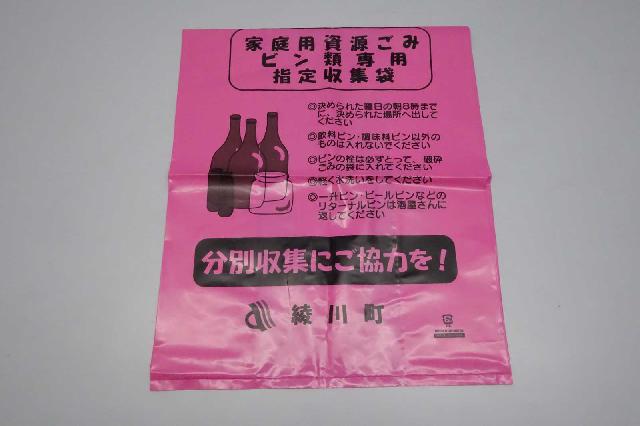 家庭用資源ごみ
ビン類専用
指定収集袋
◎決められた曜日の朝8時まで
に、決められた場所へ出して
ください
◎飲料ビン・調味料ビン以外の
ものは入れないでください
◎ビンの栓は必ずとって、破砕
ごみの袋に入れてください
◎軽く水洗いをしてください
◎一升ビン・ビールビンなどの
リターナルビンは酒屋さんに
返してください
分別収集にご協力を!
綾川町